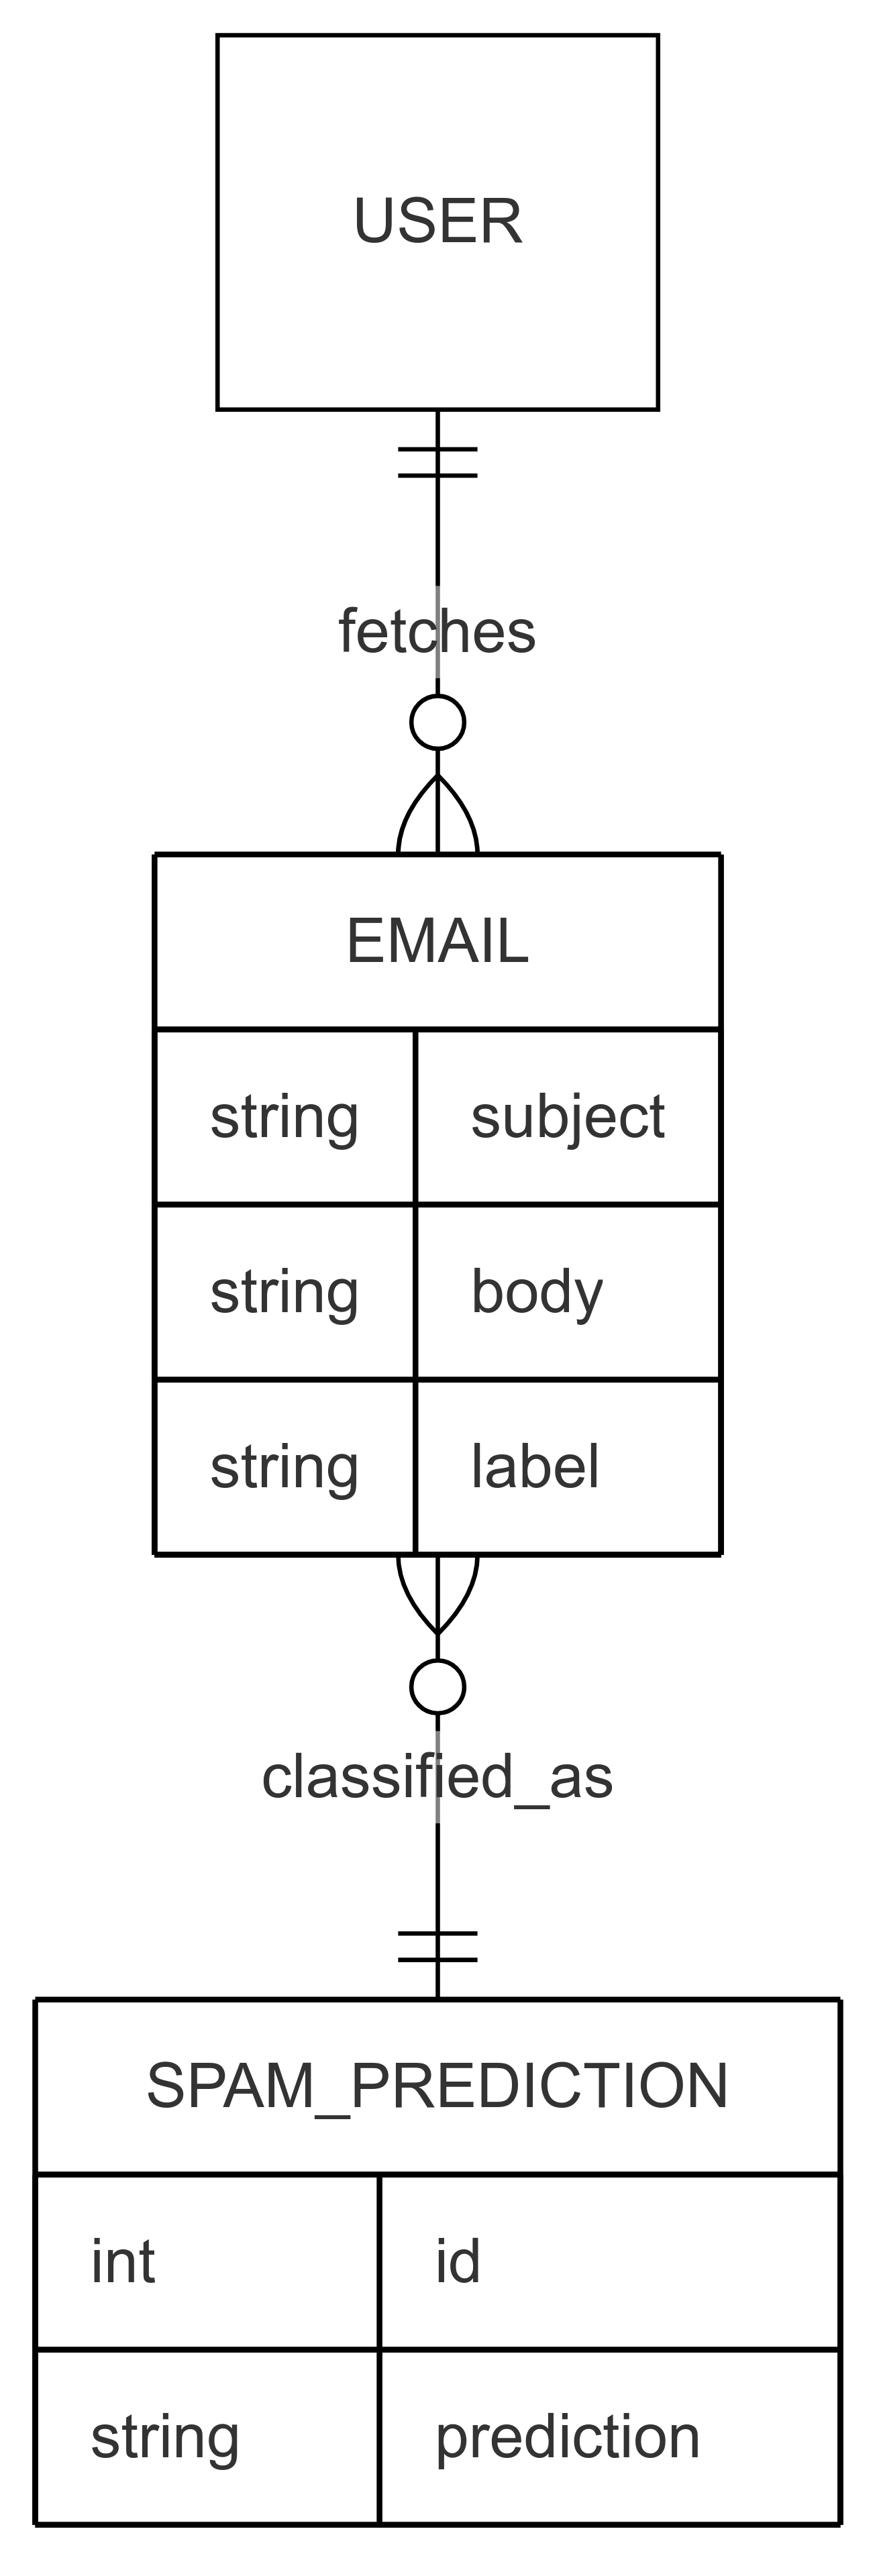 USER
fetches
EMAIL
string subject
string body
string label
classified_as
SPAM_PREDICTION
int id
string prediction